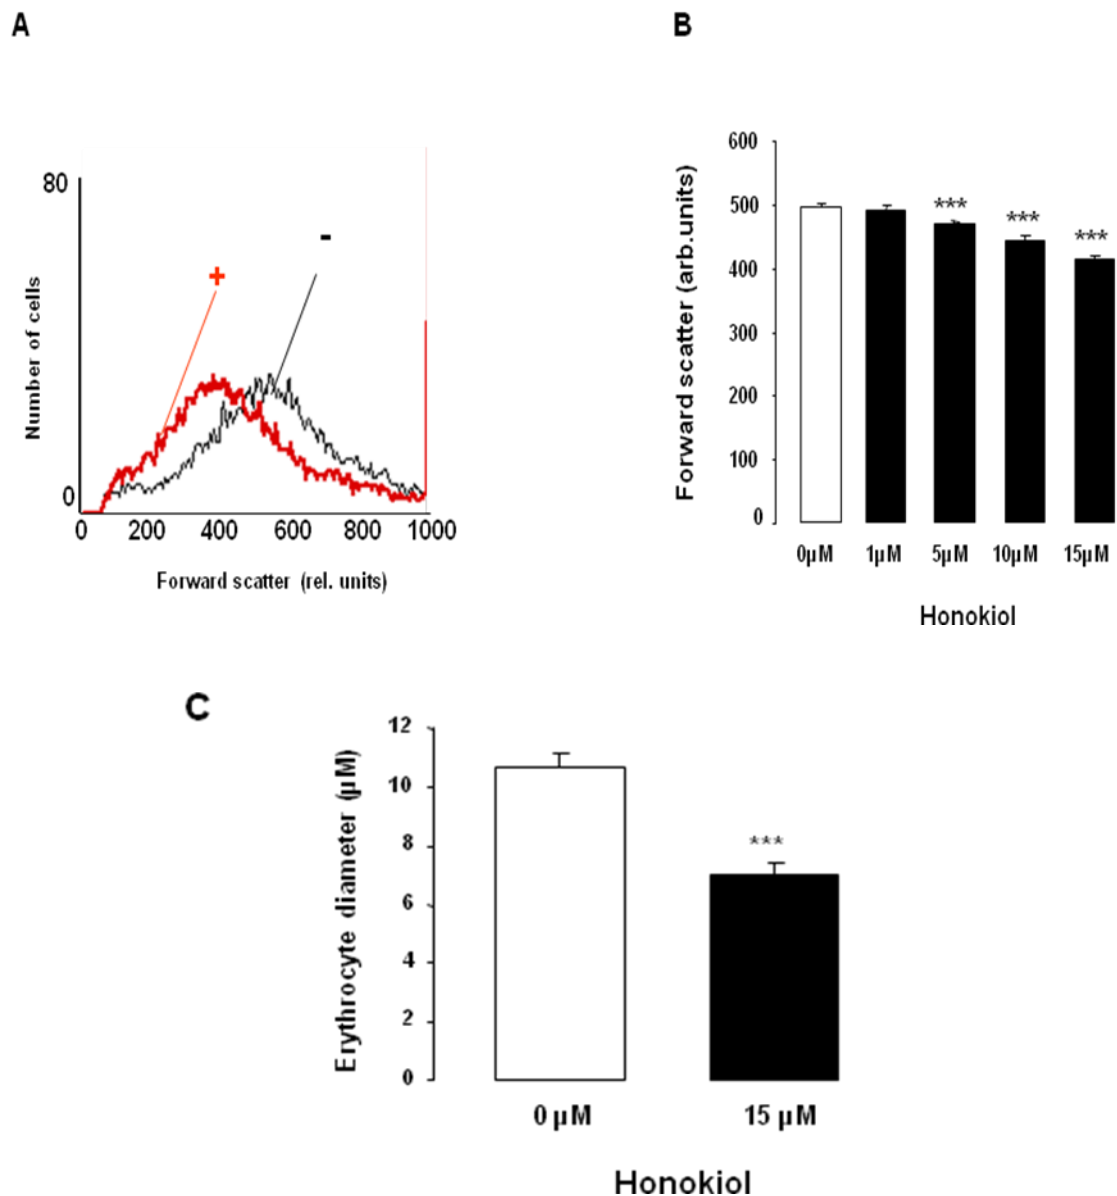 A
B
80
-
+
Number of cells
0
0 200 400 600 800 1000
Forward scatter (rel. units)
600
500
400
300
200
100
0
Forward scatter (arb.units)
***
***
***
0µM 1µM 5µM 10µM 15µM
Honokiol
C
12
10
8
6
4
2
0
Erythrocyte diameter (µM)
***
0 µM 15 µM
Honokiol